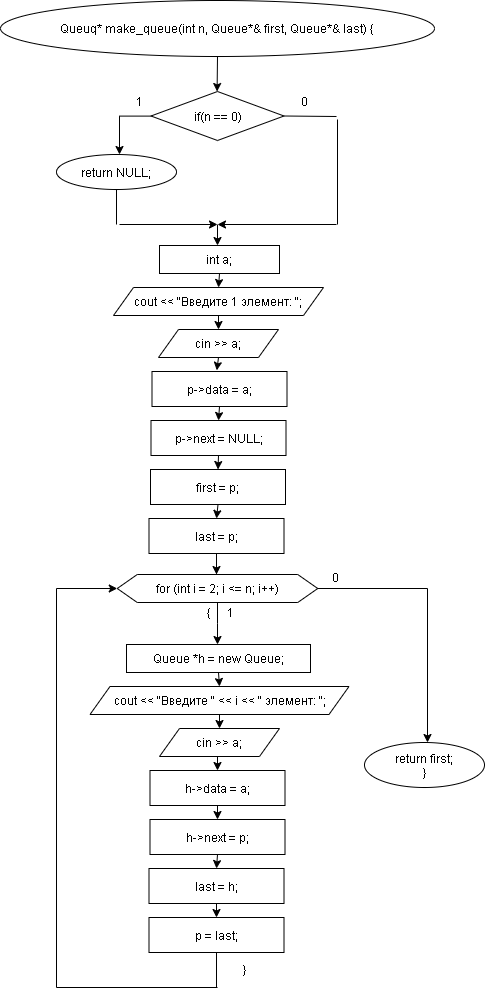 Queuq* make_queue(int n, Queue*& first, Queue*& last) {
1
0
if(n == 0)
return NULL;
int a;
cout << "Введите 1 элемент: ";
cin >> a;
p->data = a;
p->next = NULL;
first = p;
last = p;
for (int i = 2; i <= n; i++)
0
{
1
Queue *h = new Queue;
cout << "Введите " << i << " элемент: ";
cin >> a;
return first;
}
h->data = a;
h->next = p;
last = h;
p = last;
}